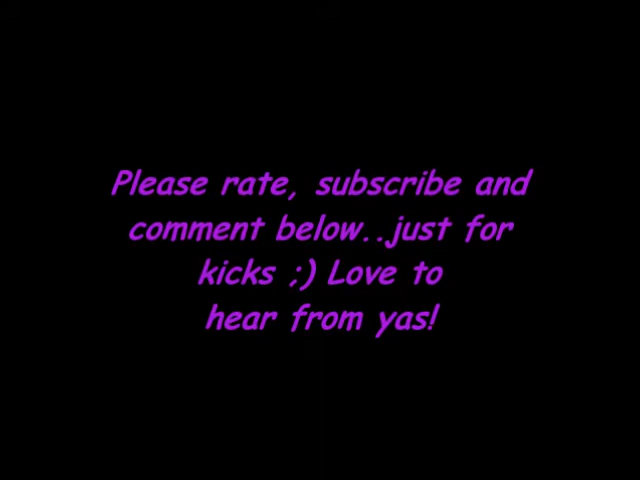 Please rate, subscribe and
comment below..just for
kicks ;) Love to
hear from yas!